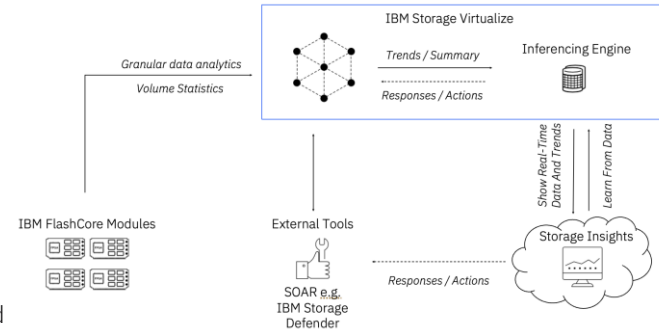 IBM Storage Virtualize
Granular data analytics
Volume Statistics
Trends / Summary
Responses / Actions
Inferencing Engine
Show Real-Time
Data And Trends
Learn From Data
IBM FlashCore Modules
External Tools
SOAR e.g.
IBM Storage
Defender
Responses / Actions
Storage Insights
d